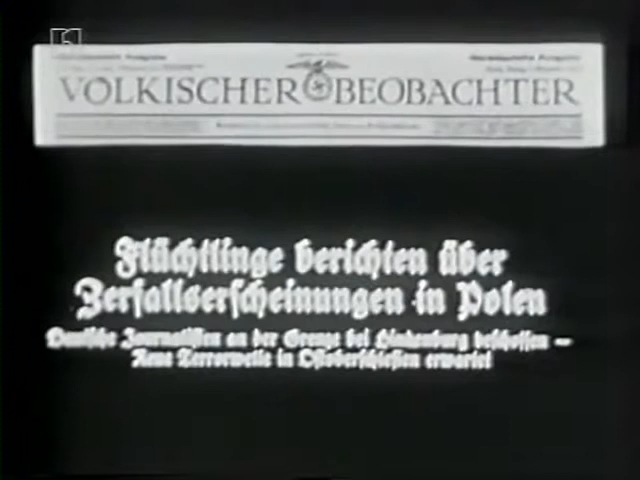 VÖLKISCHER BEOBACHTER
Flüchtlinge berichten über
Zerfallserscheinungen in Polen
Deutsche Journalisten an der Grenze bei Hindenburg beschossen —
Neue Terrorwelle in Ostoberschlesien erwartet